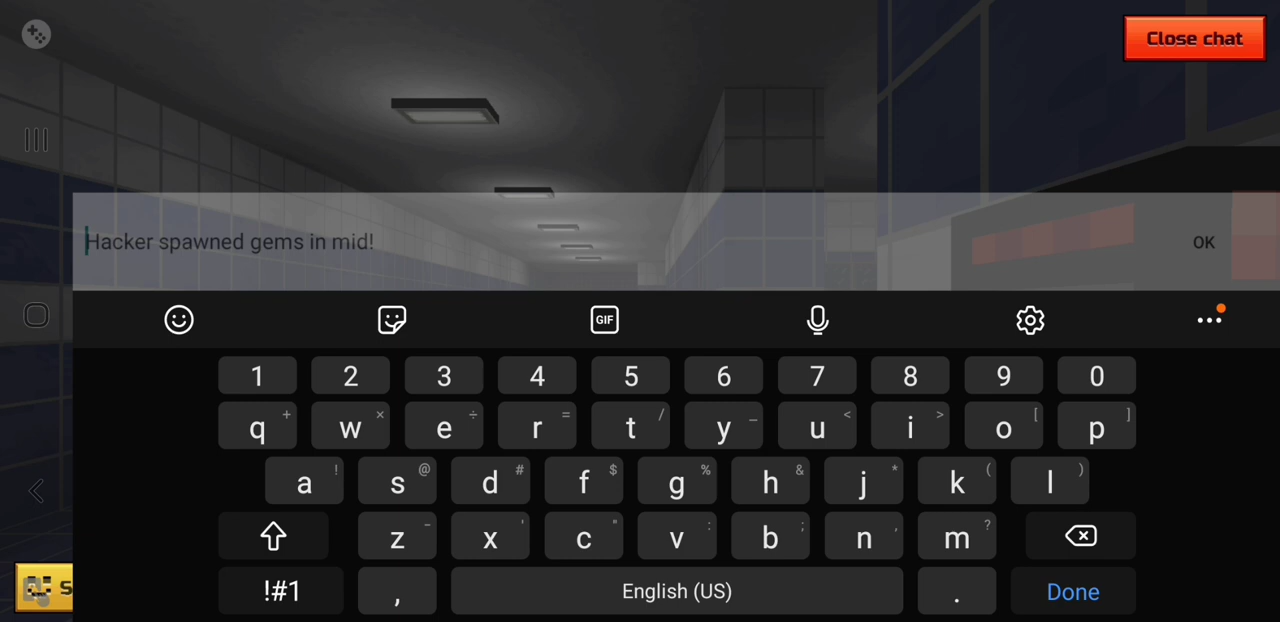 Close chat
Hacker spawned gems in mid!
OK
GIF
1 2 3 4 5 6 7 8 9 0
q + w × e ÷ r = t / y _ u < i > o [ p ]
a ! s @ d # f $ g % h & j * k ( l )
z - x ' c " v : b ; n , m ?
!#1 , English (US) . Done
S